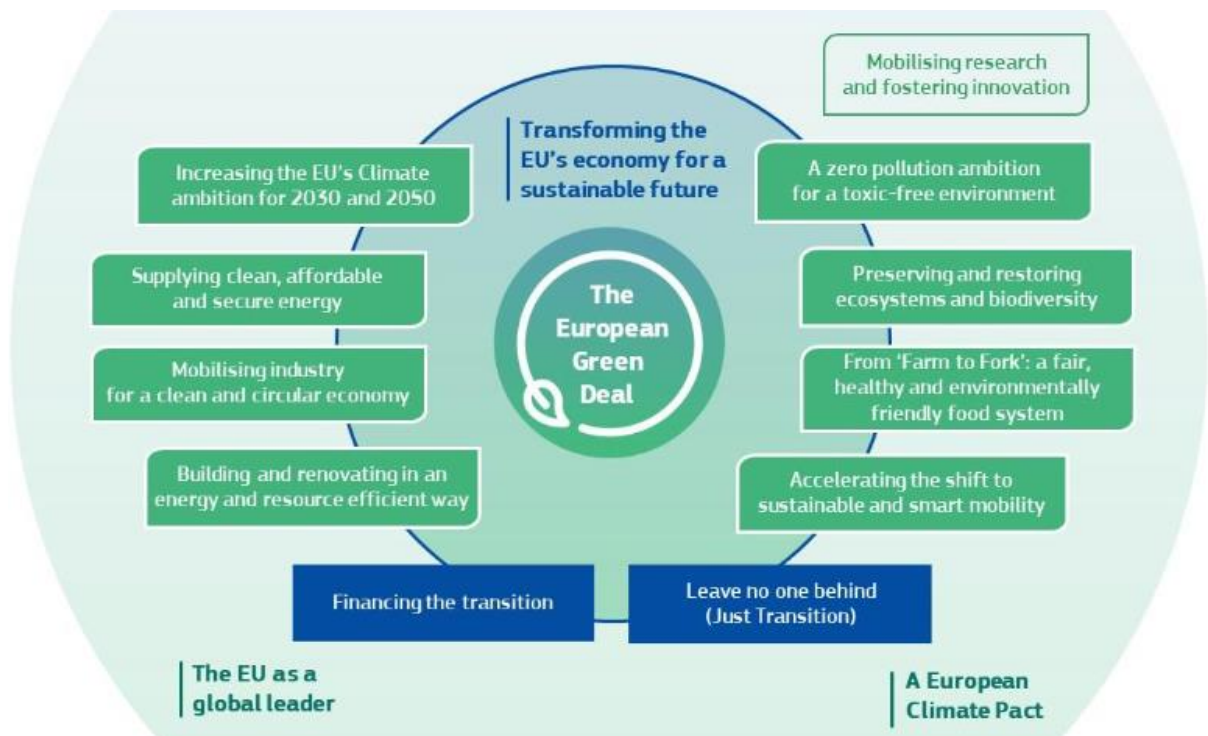 Mobilising research
and fostering innovation
Transforming the
EU's economy for a
sustainable future
Increasing the EU's Climate
ambition for 2030 and 2050
A zero pollution ambition
for a toxic-free environment
Supplying clean, affordable
and secure energy
Preserving and restoring
ecosystems and biodiversity
The
European
Green
Deal
Mobilising industry
for a clean and circular economy
From ‘Farm to Fork’: a fair,
healthy and environmentally
friendly food system
Building and renovating in an
energy and resource efficient way
Accelerating the shift to
sustainable and smart mobility
Financing the transition
Leave no one behind
(Just Transition)
The EU as a
global leader
A European
Climate Pact